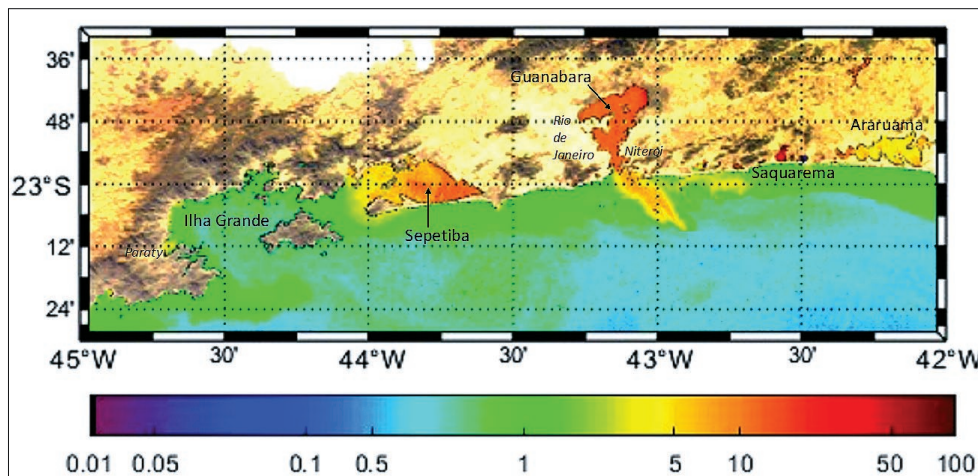 36'
Guanabara
48'
Rio
de
Janeiro
Niteroi
Araruama
23° S
Saquarema
Ilha Grande
Sepetiba
12'
Paraty
24'
45° W 30' 44° W 30' 43° W 30' 42° W
0.01 0.05 0.1 0.5 1 5 10 50 100